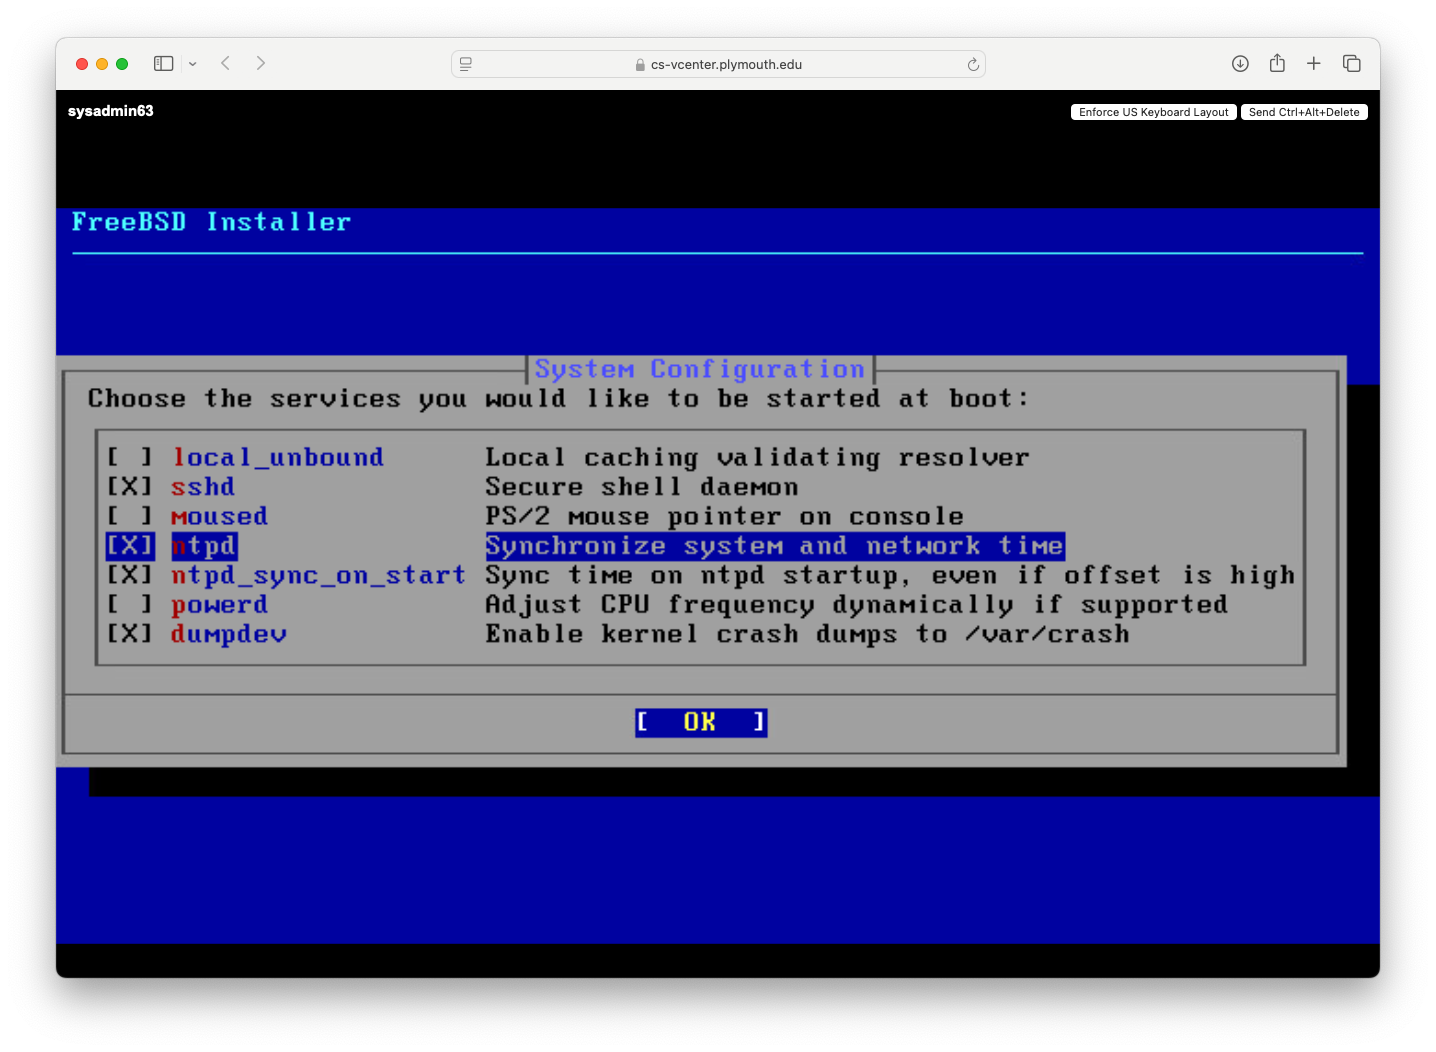 cs-vcenter.plymouth.edu
sysadmin63
Enforce US Keyboard Layout
Send Ctrl+Alt+Delete
FreeBSD Installer
System Configuration
Choose the services you would like to be started at boot:
[ ] local_unbound Local caching validating resolver
[X] sshd Secure shell daemon
[ ] moused PS/2 mouse pointer on console
[X] ntpd Synchronize system and network time
[X] ntpd_sync_on_start Sync time on ntpd startup, even if offset is high
[ ] powerd Adjust CPU frequency dynamically if supported
[X] dumpdev Enable kernel crash dumps to /var/crash
[ OK ]